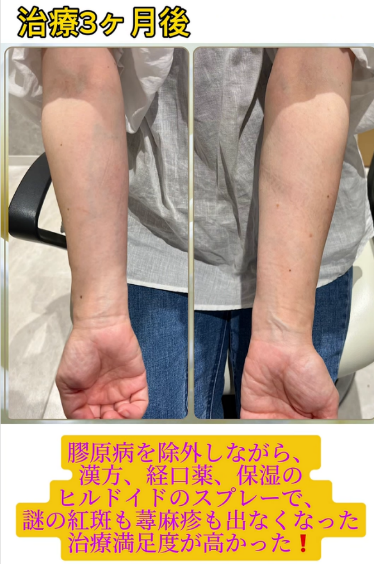 治療3ヶ月後
膠原病を除外しながら、
漢方、経口薬、保湿の
ヒルドイドのスプレーで、
謎の紅斑も蕁麻疹も出なくなった
治療満足度が高かった❗